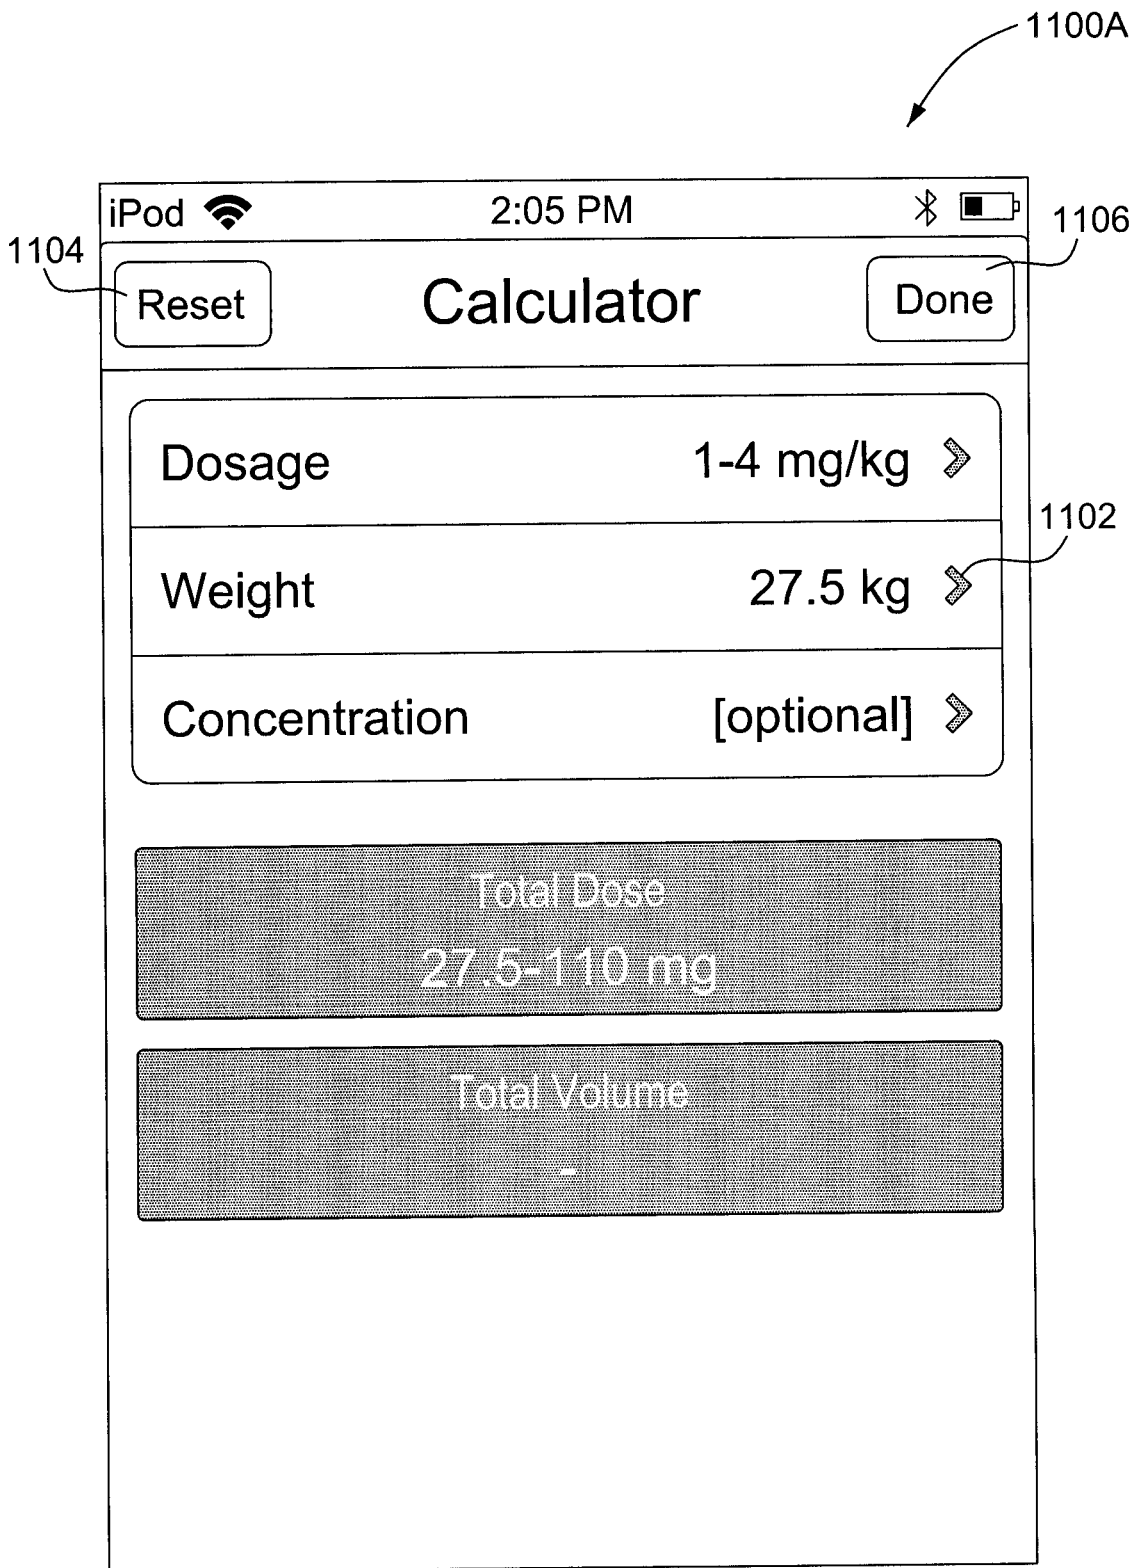 1100A
iPod 2:05 PM
1104
1106
Reset Calculator Done
Dosage 1-4 mg/kg
1102
Weight 27.5 kg
Concentration [optional]
Total Dose
27.5-110 mg
Total Volume
-